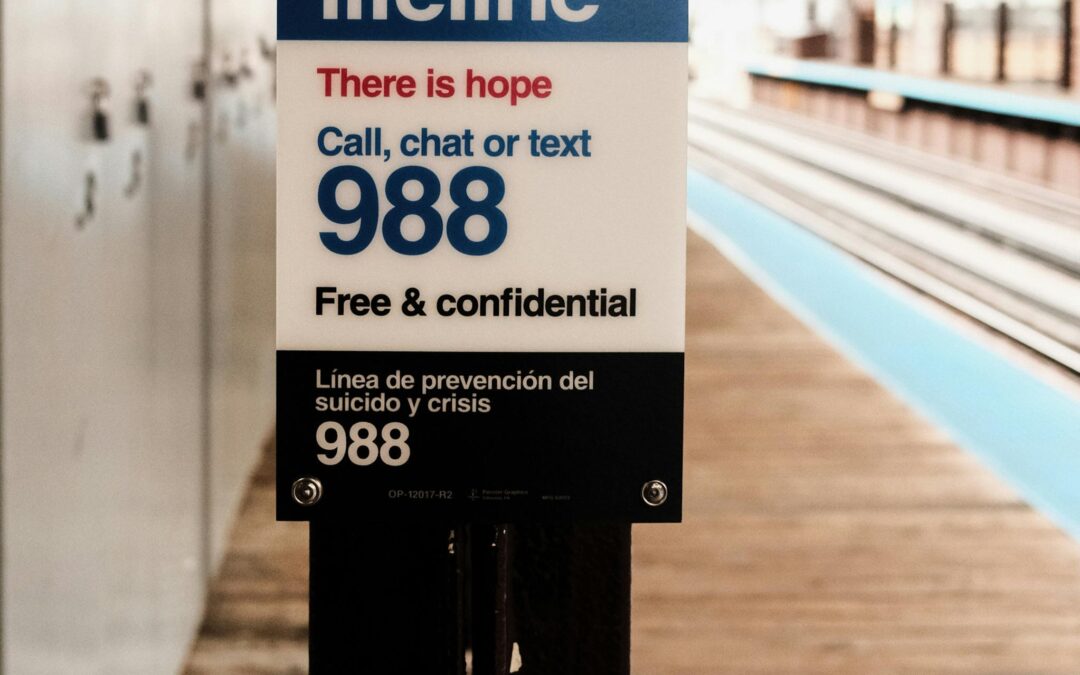 lifeline
There is hope
Call, chat or text
988
Free & confidential
Línea de prevención del
suicido y crisis
988
OP-12017-R2